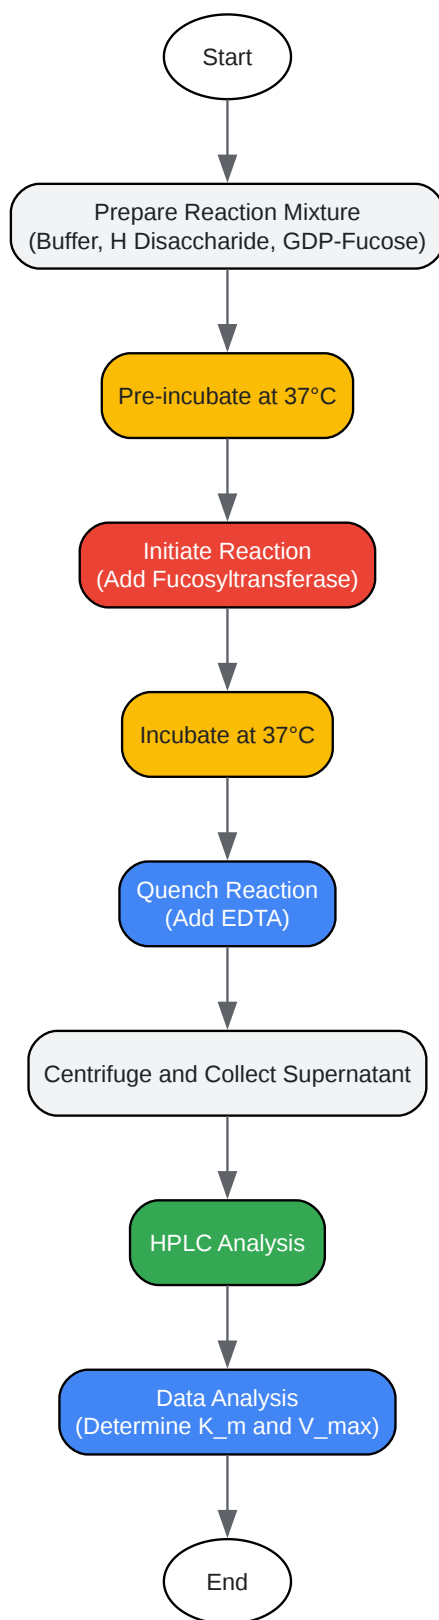 Start
Prepare Reaction Mixture
(Buffer, H Disaccharide, GDP-Fucose)
Pre-incubate at 37°C
Initiate Reaction
(Add Fucosyltransferase)
Incubate at 37°C
Quench Reaction
(Add EDTA)
Centrifuge and Collect Supernatant
HPLC Analysis
Data Analysis
(Determine K_m and V_max)
End